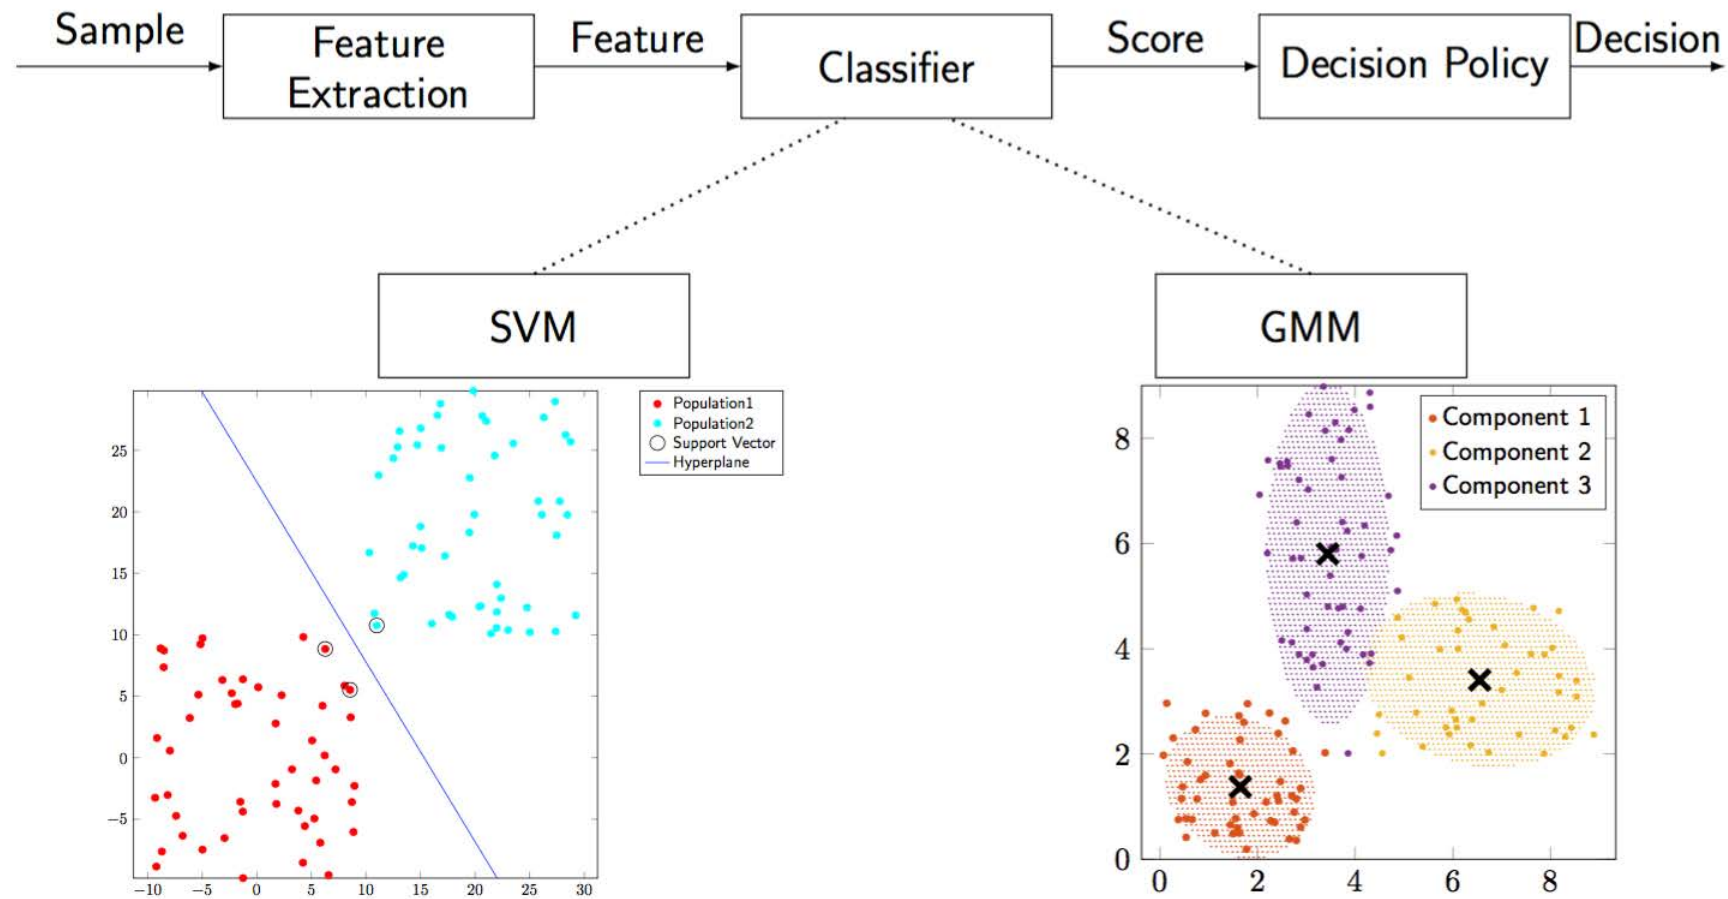 Sample
Feature
Extraction
Feature
Classifier
Score
Decision Policy
Decision
SVM
GMM
Population1
Population2
Support Vector
Hyperplane
25
20
15
10
5
0
−5
−10 −5 0 5 10 15 20 25 30
Component 1
Component 2
Component 3
8
6
4
2
0
0 2 4 6 8